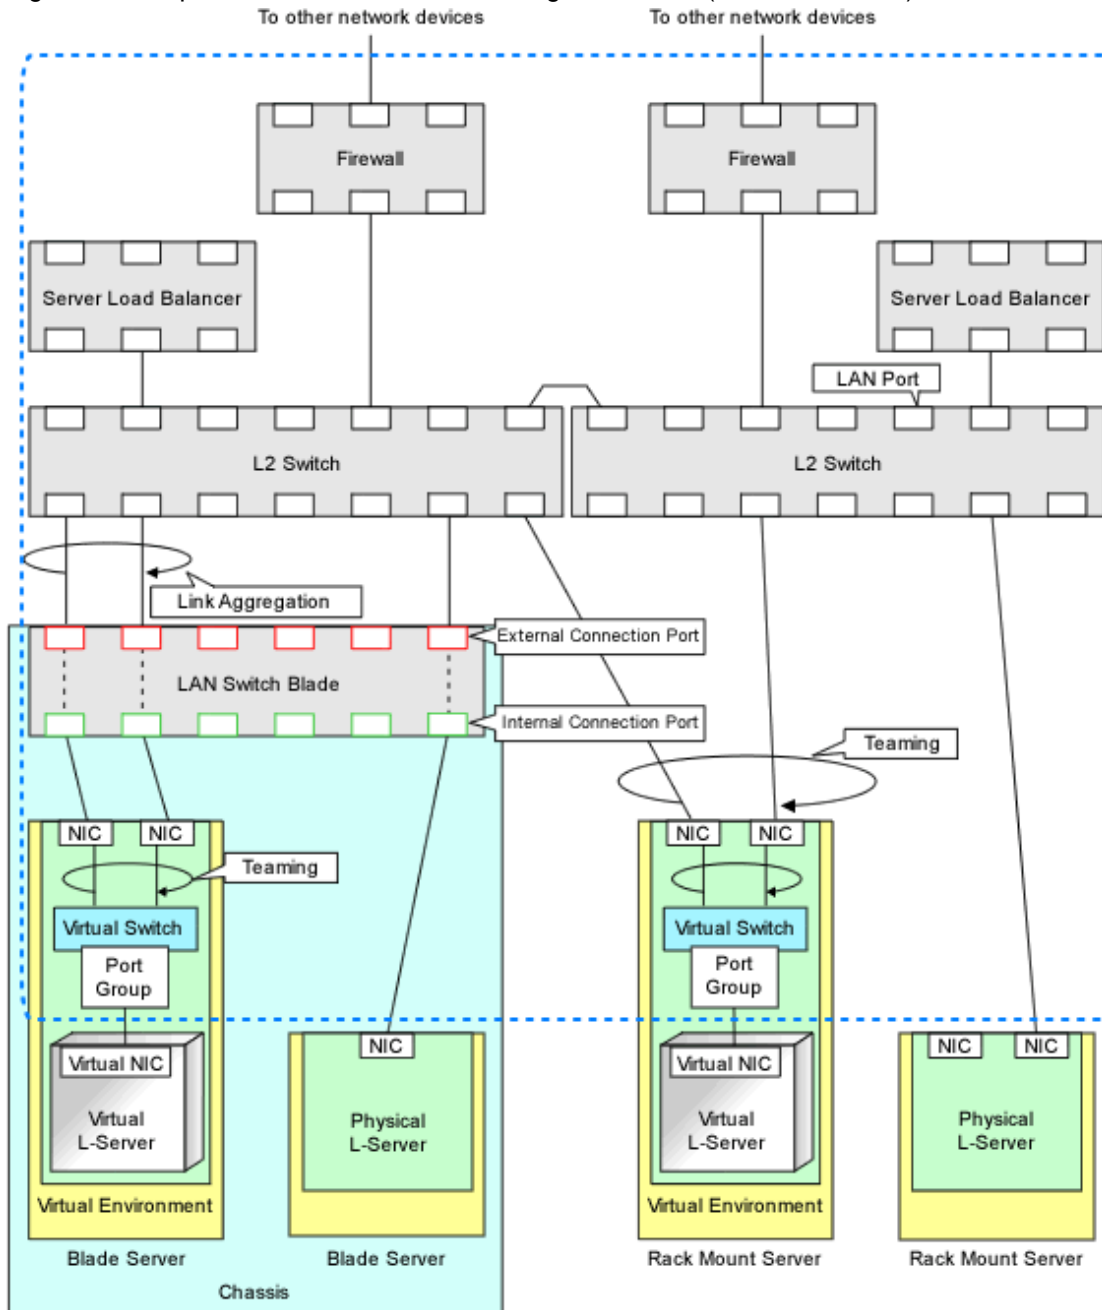 To other network devices
To other network devices
Firewall
Firewall
Server Load Balancer
Server Load Balancer
LAN Port
L2 Switch
L2 Switch
Link Aggregation
External Connection Port
LAN Switch Blade
Internal Connection Port
Teaming
NIC
NIC
NIC
NIC
Teaming
Virtual Switch
Virtual Switch
Port
Group
Port
Group
NIC
NIC
NIC
Virtual NIC
Virtual NIC
Virtual
L-Server
Physical
L-Server
Virtual
L-Server
Physical
L-Server
Virtual Environment
Virtual Environment
Blade Server
Blade Server
Rack Mount Server
Rack Mount Server
Chassis